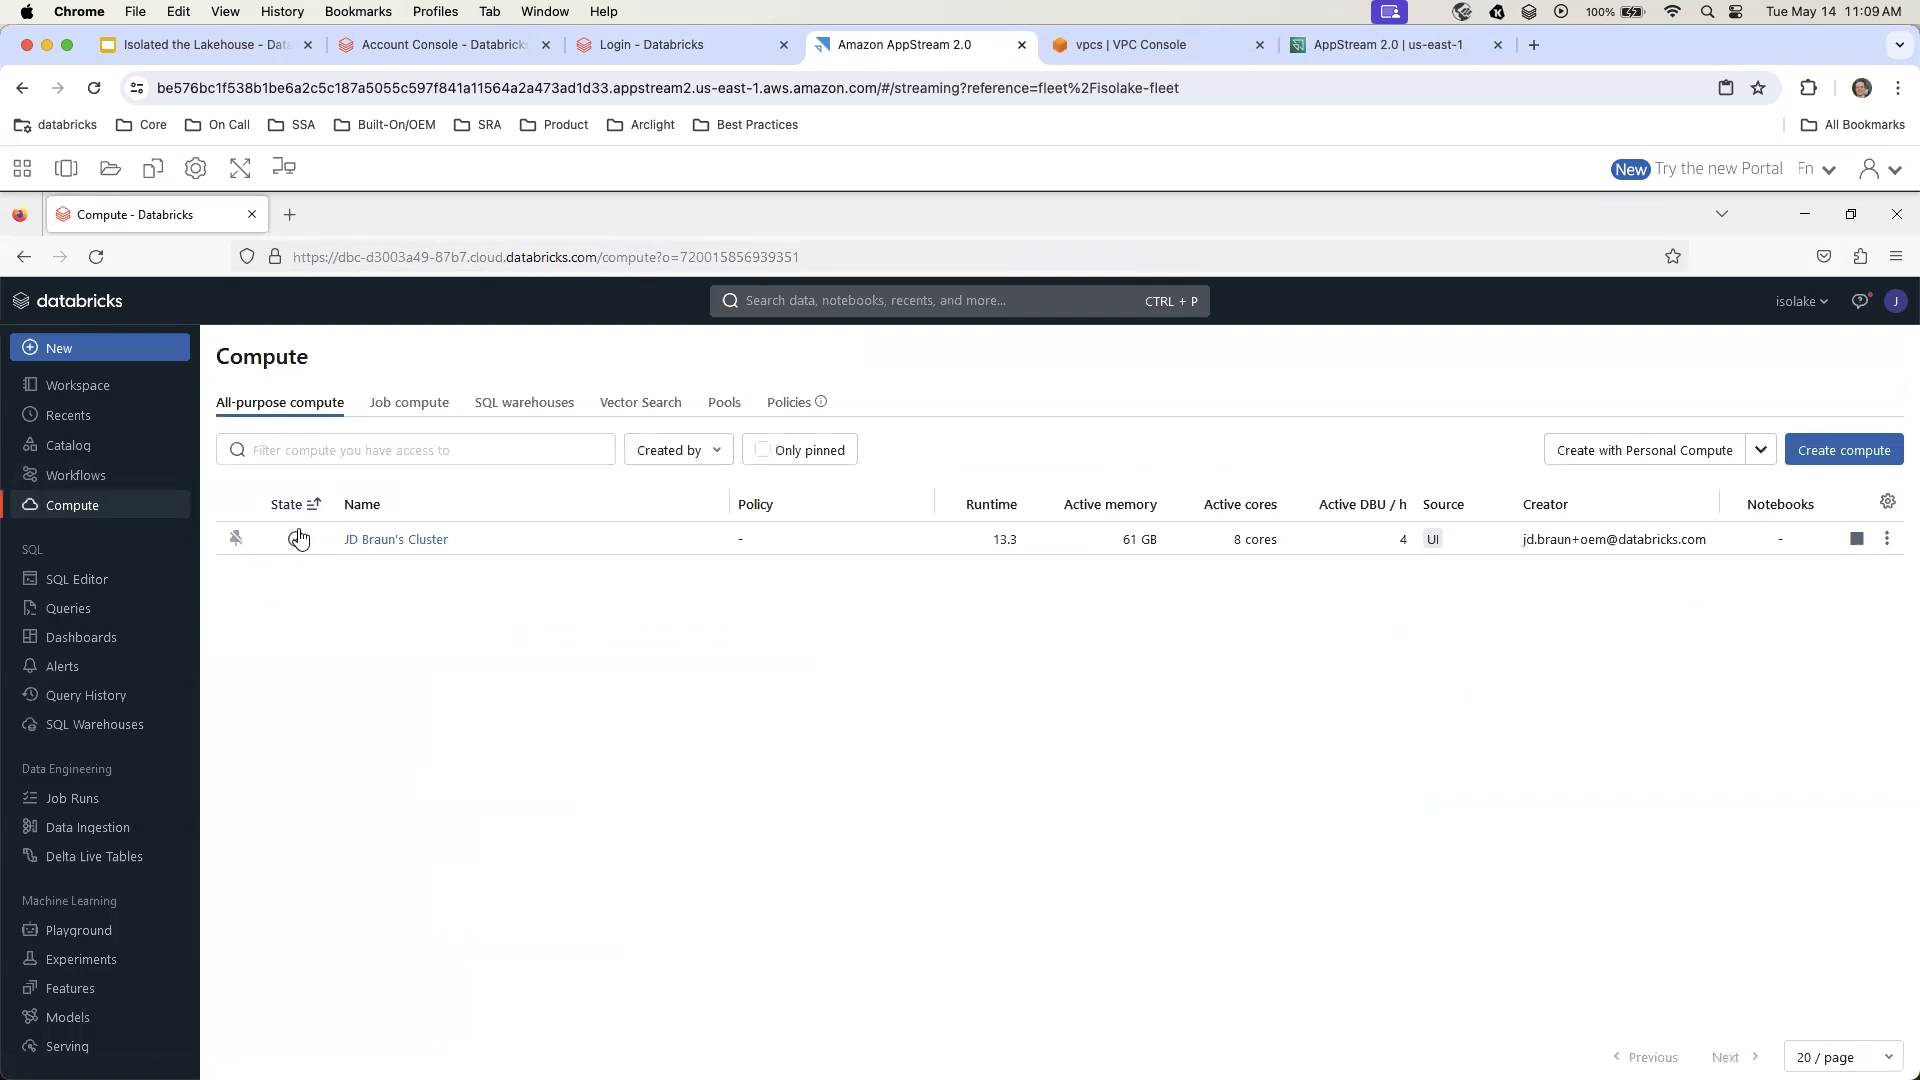 Chrome File Edit View History Bookmarks Profiles Tab Window Help 100% Tue May 14 11:09 AM
Isolated the Lakehouse - Data Account Console - Databricks Login - Databricks Amazon AppStream 2.0 vpcs | VPC Console AppStream 2.0 | us-east-1
be576bc1f538b1be6a2c5c187a5055c597f841a11564a2a473ad1d33.appstream2.us-east-1.aws.amazon.com/#/streaming?reference=fleet%2Fisolake-fleet
databricks Core On Call SSA Built-On/OEM SRA Product Arclight Best Practices All Bookmarks
New Try the new Portal Fn
Compute - Databricks
https://dbc-d3003a49-87b7.cloud.databricks.com/compute?o=720015856939351
databricks Search data, notebooks, recents, and more... CTRL + P isolake J
New
Workspace
Recents
Catalog
Workflows
Compute
SQL
SQL Editor
Queries
Dashboards
Alerts
Query History
SQL Warehouses
Data Engineering
Job Runs
Data Ingestion
Delta Live Tables
Machine Learning
Playground
Experiments
Features
Models
Serving
Compute
All-purpose compute Job compute SQL warehouses Vector Search Pools Policies
Filter compute you have access to Created by Only pinned Create with Personal Compute Create compute
State Name Policy Runtime Active memory Active cores Active DBU / h Source Creator Notebooks
JD Braun's Cluster - 13.3 61 GB 8 cores 4 UI jd.braun+oem@databricks.com -
Previous Next 20 / page